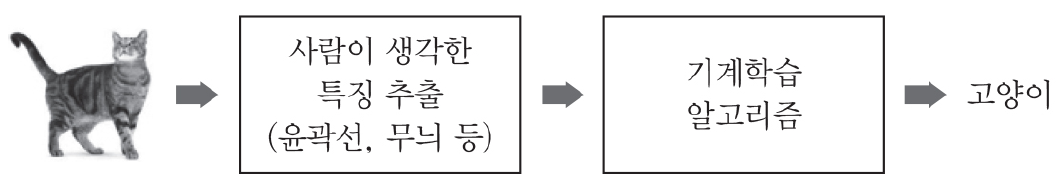 사람이 생각한
특징 추출
(윤곽선, 무늬 등)
기계학습
알고리즘
고양이